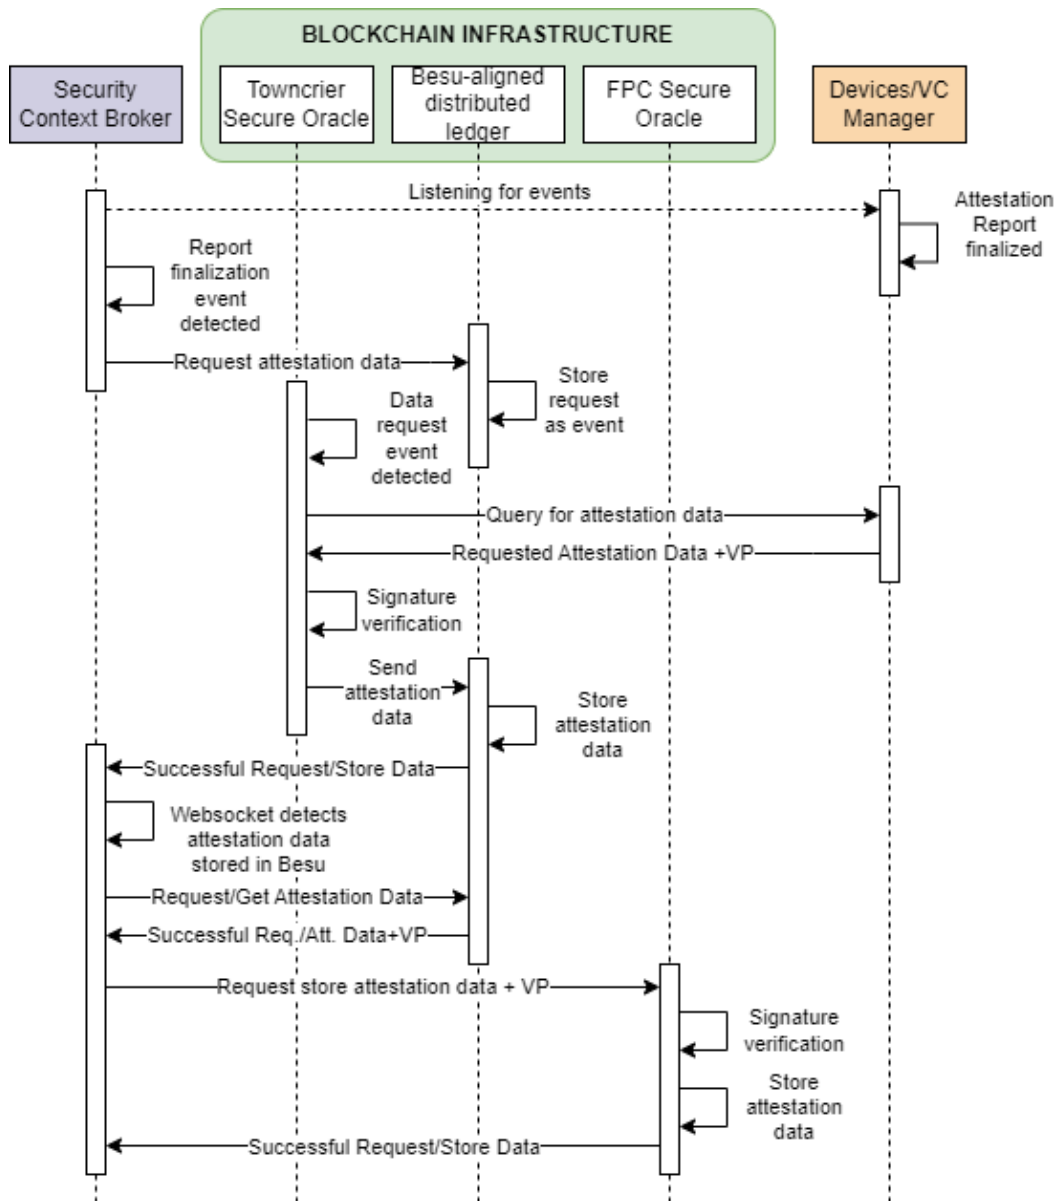 BLOCKCHAIN INFRASTRUCTURE
Security
Context Broker
Towncrier
Secure Oracle
Besu-aligned
distributed
ledger
FPC Secure
Oracle
Devices/VC
Manager
Listening for events
Attestation
Report
finalized
Report
finalization
event
detected
Request attestation data
Store
request
as event
Data
request
event
detected
Query for attestation data
Requested Attestation Data +VP
Signature
verification
Send
attestation
data
Store
attestation
data
Successful Request/Store Data
Websocket detects
attestation data
stored in Besu
Request/Get Attestation Data
Successful Req./Att. Data+VP
Request store attestation data + VP
Signature
verification
Store
attestation
data
Successful Request/Store Data